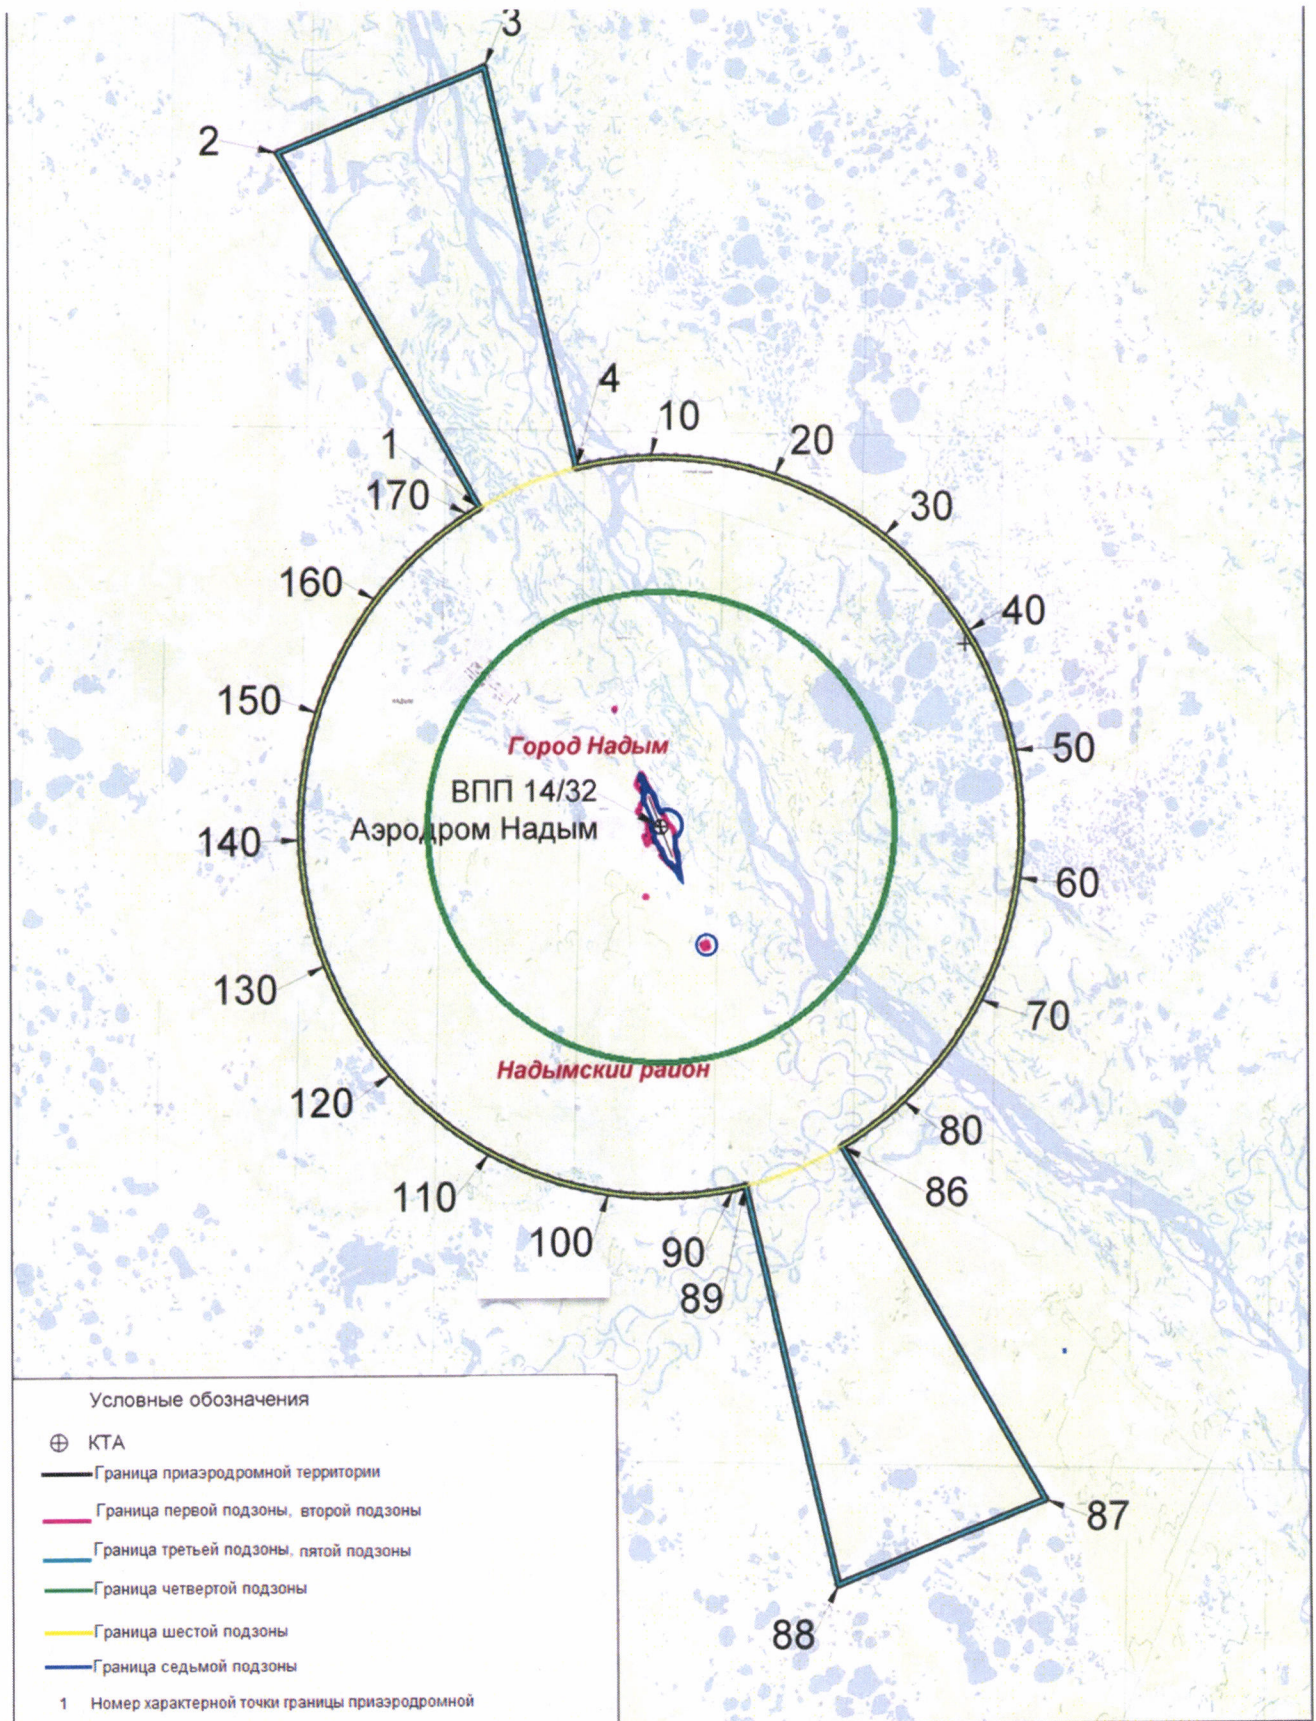 3
2
4
10
20
1
30
170
160
40
150
Город Надым
50
ВПП 14/32
Аэродром Надым
140
60
130
70
Надымский район
120
80
110
86
100
90
89
87
88
Условные обозначения
КТА
Граница приаэродромной территории
Граница первой подзоны, второй подзоны
Граница третьей подзоны, пятой подзоны
Граница четвертой подзоны
Граница шестой подзоны
Граница седьмой подзоны
1 Номер характерной точки границы приаэродромной